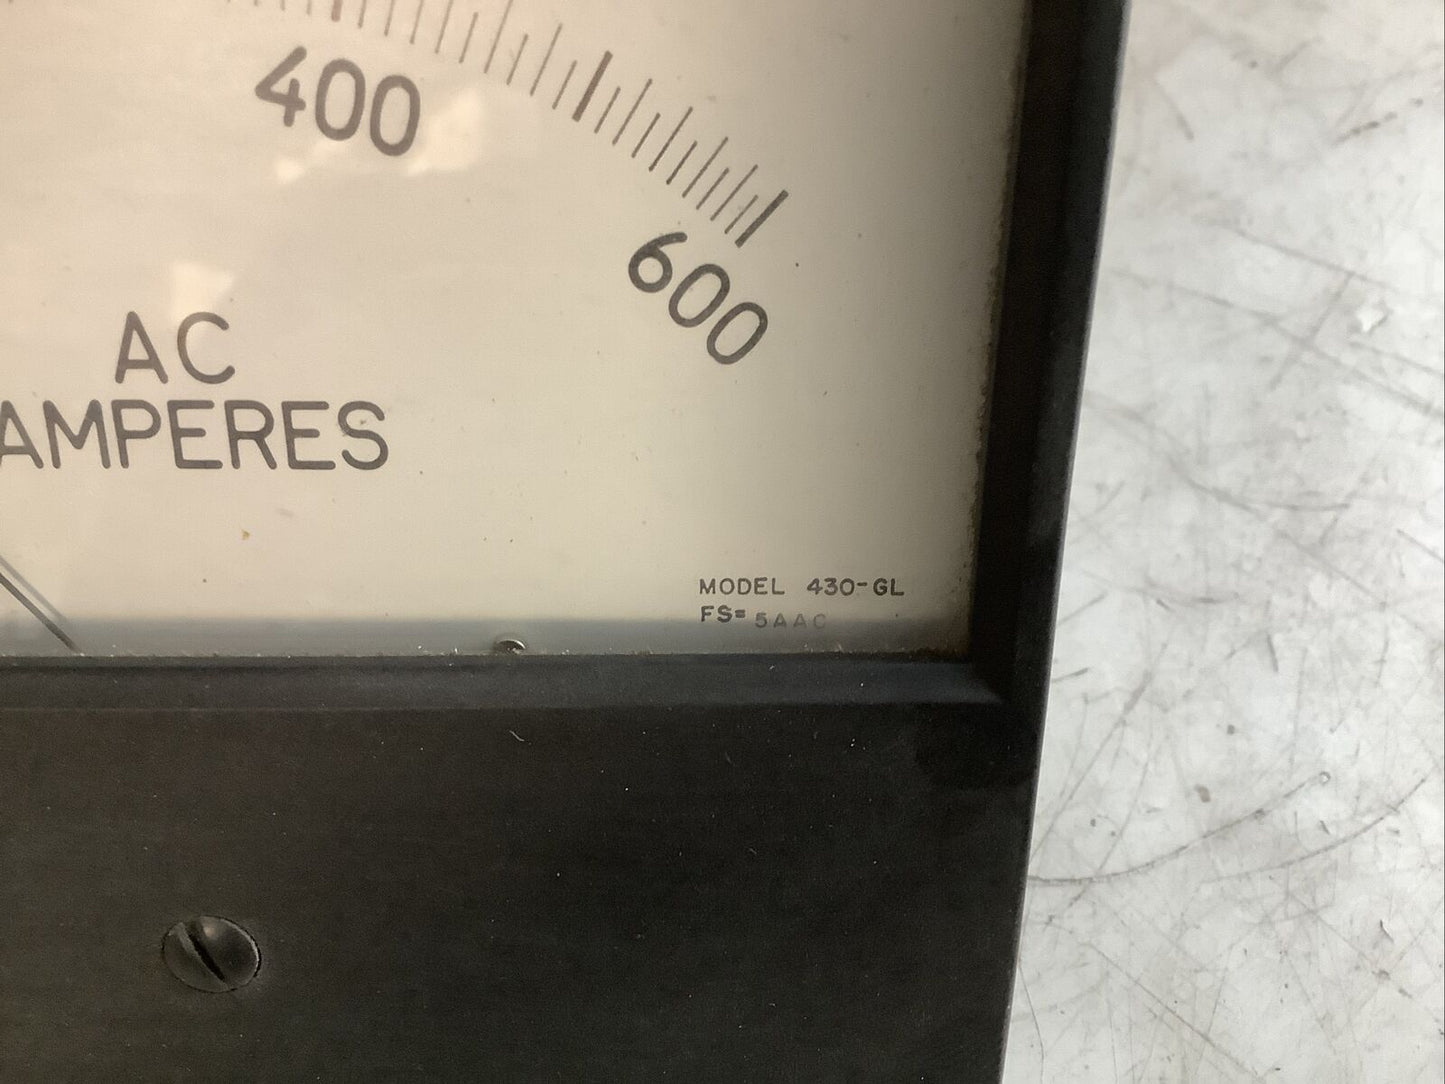 400
600
AC
AMPERES
MODEL 430-GL
FS= 5AAC